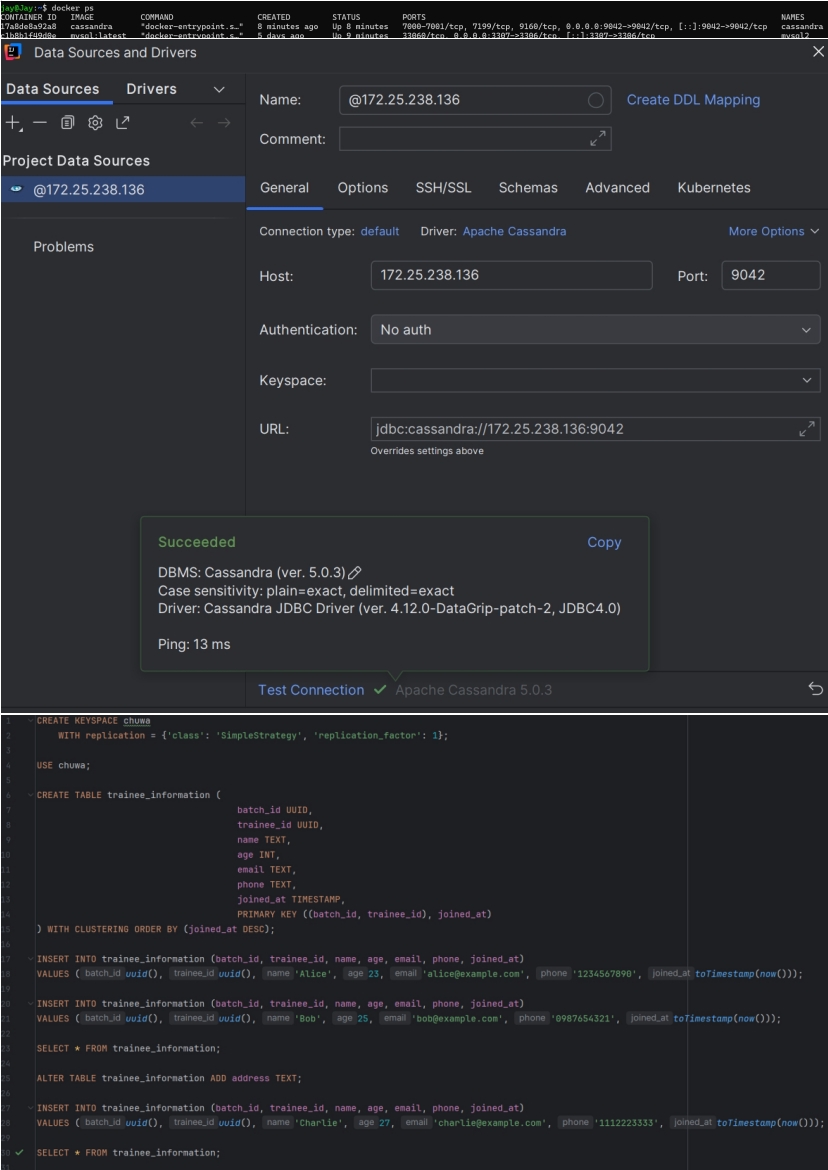 jay@Jay:~$ docker ps
CONTAINER ID IMAGE COMMAND CREATED STATUS PORTS NAMES
17a8de8a92a8 cassandra "docker-entrypoint.s…" 8 minutes ago Up 8 minutes 7000-7001/tcp, 7199/tcp, 9160/tcp, 0.0.0.0:9042->9042/tcp, [::]:9042->9042/tcp cassandra
c1b8b1f49d0e mysql:latest "docker-entrypoint.s…" 5 days ago Up 9 minutes 33060/tcp, 0.0.0.0:3307->3306/tcp, [::]:3307->3306/tcp mysql2
Data Sources and Drivers
Data Sources Drivers
Project Data Sources
@172.25.238.136
Problems
Name: @172.25.238.136 Create DDL Mapping
Comment:
General Options SSH/SSL Schemas Advanced Kubernetes
Connection type: default Driver: Apache Cassandra More Options
Host: 172.25.238.136 Port: 9042
Authentication: No auth
Keyspace:
URL: jdbc:cassandra://172.25.238.136:9042
Overrides settings above
Succeeded Copy
DBMS: Cassandra (ver. 5.0.3)
Case sensitivity: plain=exact, delimited=exact
Driver: Cassandra JDBC Driver (ver. 4.12.0-DataGrip-patch-2, JDBC4.0)
Ping: 13 ms
Test Connection Apache Cassandra 5.0.3
1 CREATE KEYSPACE chuwa
2 WITH replication = {'class': 'SimpleStrategy', 'replication_factor': 1};
3
4 USE chuwa;
5
6 CREATE TABLE trainee_information (
7 batch_id UUID,
8 trainee_id UUID,
9 name TEXT,
10 age INT,
11 email TEXT,
12 phone TEXT,
13 joined_at TIMESTAMP,
14 PRIMARY KEY ((batch_id, trainee_id), joined_at)
15 ) WITH CLUSTERING ORDER BY (joined_at DESC);
16
17 INSERT INTO trainee_information (batch_id, trainee_id, name, age, email, phone, joined_at)
18 VALUES ( batch_id uuid(), trainee_id uuid(), name 'Alice', age 23, email 'alice@example.com', phone '1234567890', joined_at toTimestamp(now()));
19
20 INSERT INTO trainee_information (batch_id, trainee_id, name, age, email, phone, joined_at)
21 VALUES ( batch_id uuid(), trainee_id uuid(), name 'Bob', age 25, email 'bob@example.com', phone '0987654321', joined_at toTimestamp(now()));
22
23 SELECT * FROM trainee_information;
24
25 ALTER TABLE trainee_information ADD address TEXT;
26
27 INSERT INTO trainee_information (batch_id, trainee_id, name, age, email, phone, joined_at)
28 VALUES ( batch_id uuid(), trainee_id uuid(), name 'Charlie', age 27, email 'charlie@example.com', phone '1112223333', joined_at toTimestamp(now()));
29
30 SELECT * FROM trainee_information;
31